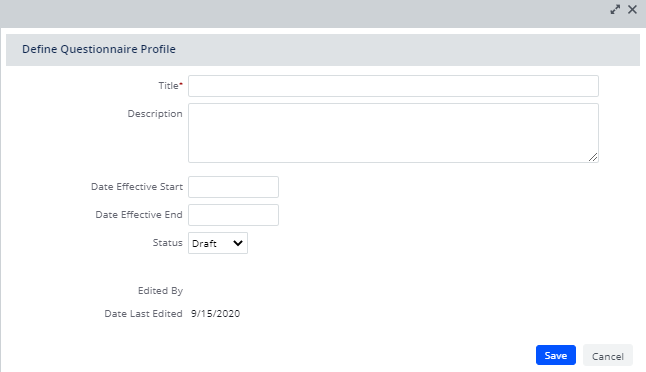 Define Questionnaire Profile
Title*
Description
Date Effective Start
Date Effective End
Status Draft
Edited By
Date Last Edited 9/15/2020
Save Cancel